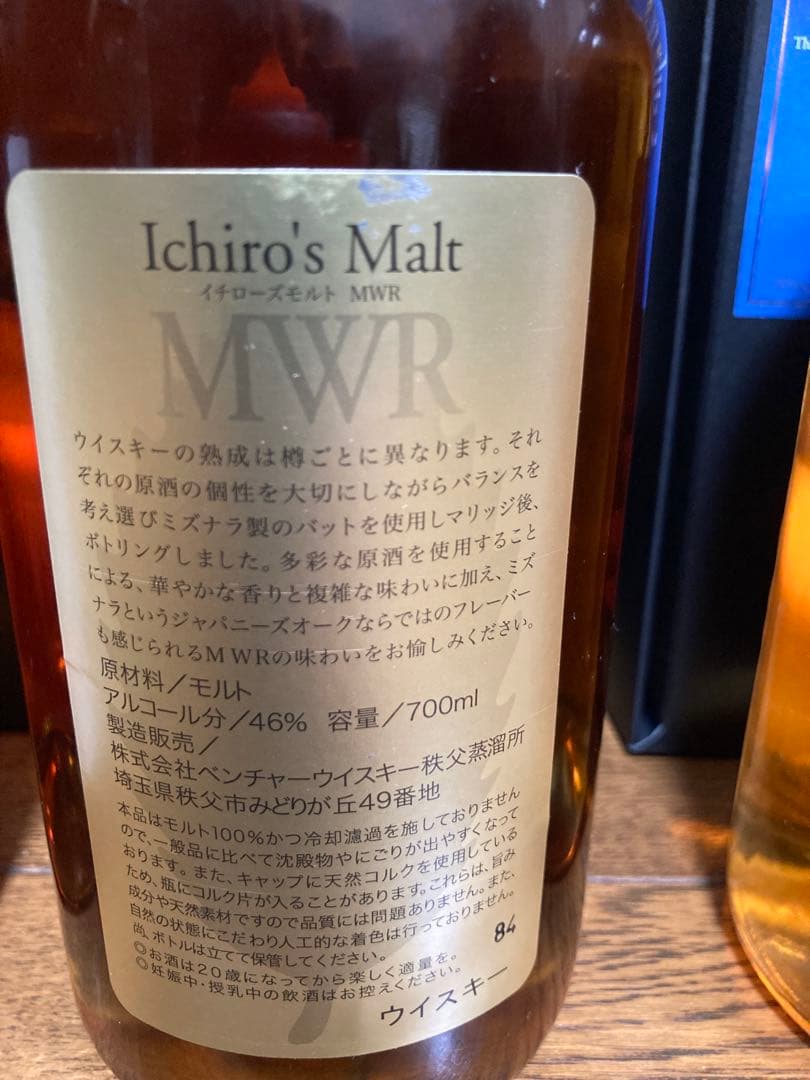 Ichiro's Malt
イチローズモルト MWR
MWR
ウイスキーの熟成は樽ごとに異なります。それ
ぞれの原酒の個性を大切にしながらバランスを
考え選びミズナラ製のバットを使用しマリッジ後、
ボトリングしました。多彩な原酒を使用すること
による、華やかな香りと複雑な味わいに加え、ミズ
ナラというジャパニーズオークならではのフレーバー
も感じられるMWRの味わいをお愉しみください。
原材料/モルト
アルコール分/46% 容量/700ml
製造販売/
株式会社ベンチャーウイスキー秩父蒸溜所
埼玉県秩父市みどりが丘49番地
本品はモルト100%かつ冷却濾過を施しておりません
ので、一般品に比べて沈殿物やにごりが出やすくなって
おります。また、キャップに天然コルクを使用している
ため、瓶にコルク片が入ることがあります。これらは、旨み
成分や天然素材ですので品質には問題ありません。また、
自然の状態にこだわり人工的な着色は行っておりません。
尚、ボトルは立てて保管してください。
84
◎お酒は20歳になってから楽しく適量を。
◎妊娠中・授乳中の飲酒はお控えください。
ウイスキー